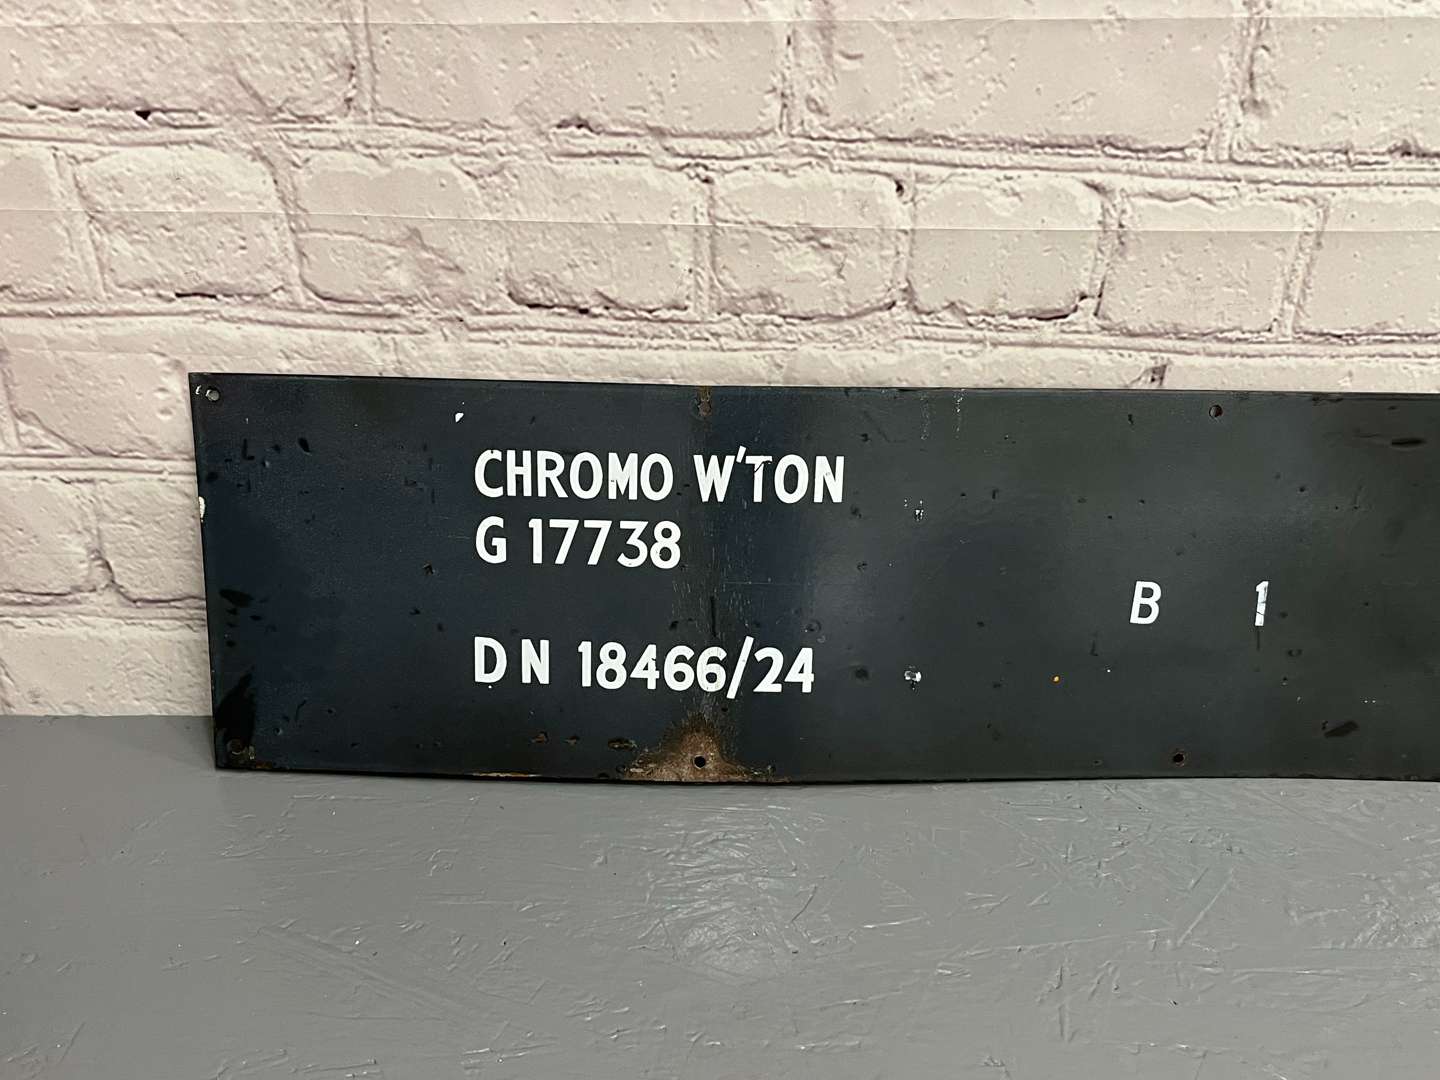 CHROMO W'TON
G 17738
B 1
DN 18466/24